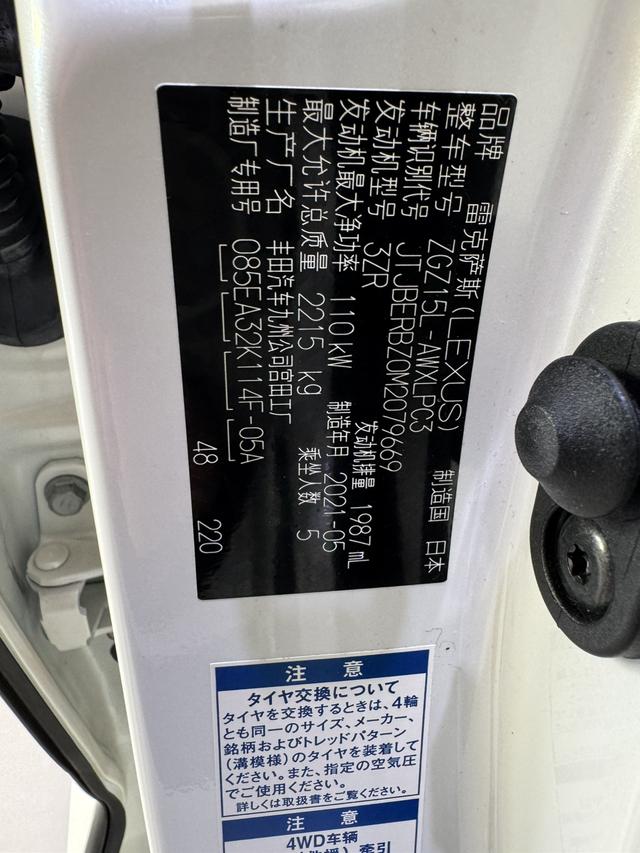 品牌 雷克萨斯(LEXUS) 制造国 日本
整车型号 ZGZ15L-AWXLPC3
车辆识别代号 JTJBERBZ0M2079669
发动机型号 3ZR 发动机排量 1987 ml
发动机最大净功率 110 kW 制造年月 2021-05
最大允许总质量 2215 kg 乘坐人数 5
生产厂名 丰田汽车九州公司宫田工厂
制造厂专用号 085EA32K114F-05A
48 220
注 意
タイヤ交換について
タイヤを交換するときは、4輪
とも同一のサイズ、メーカー、
銘柄およびトレッドパターン
(溝模様)のタイヤを装着して
ください。また、指定の空気圧
でご使用ください。
詳しくは取扱書をご覧ください。
注 意
4WD車輛